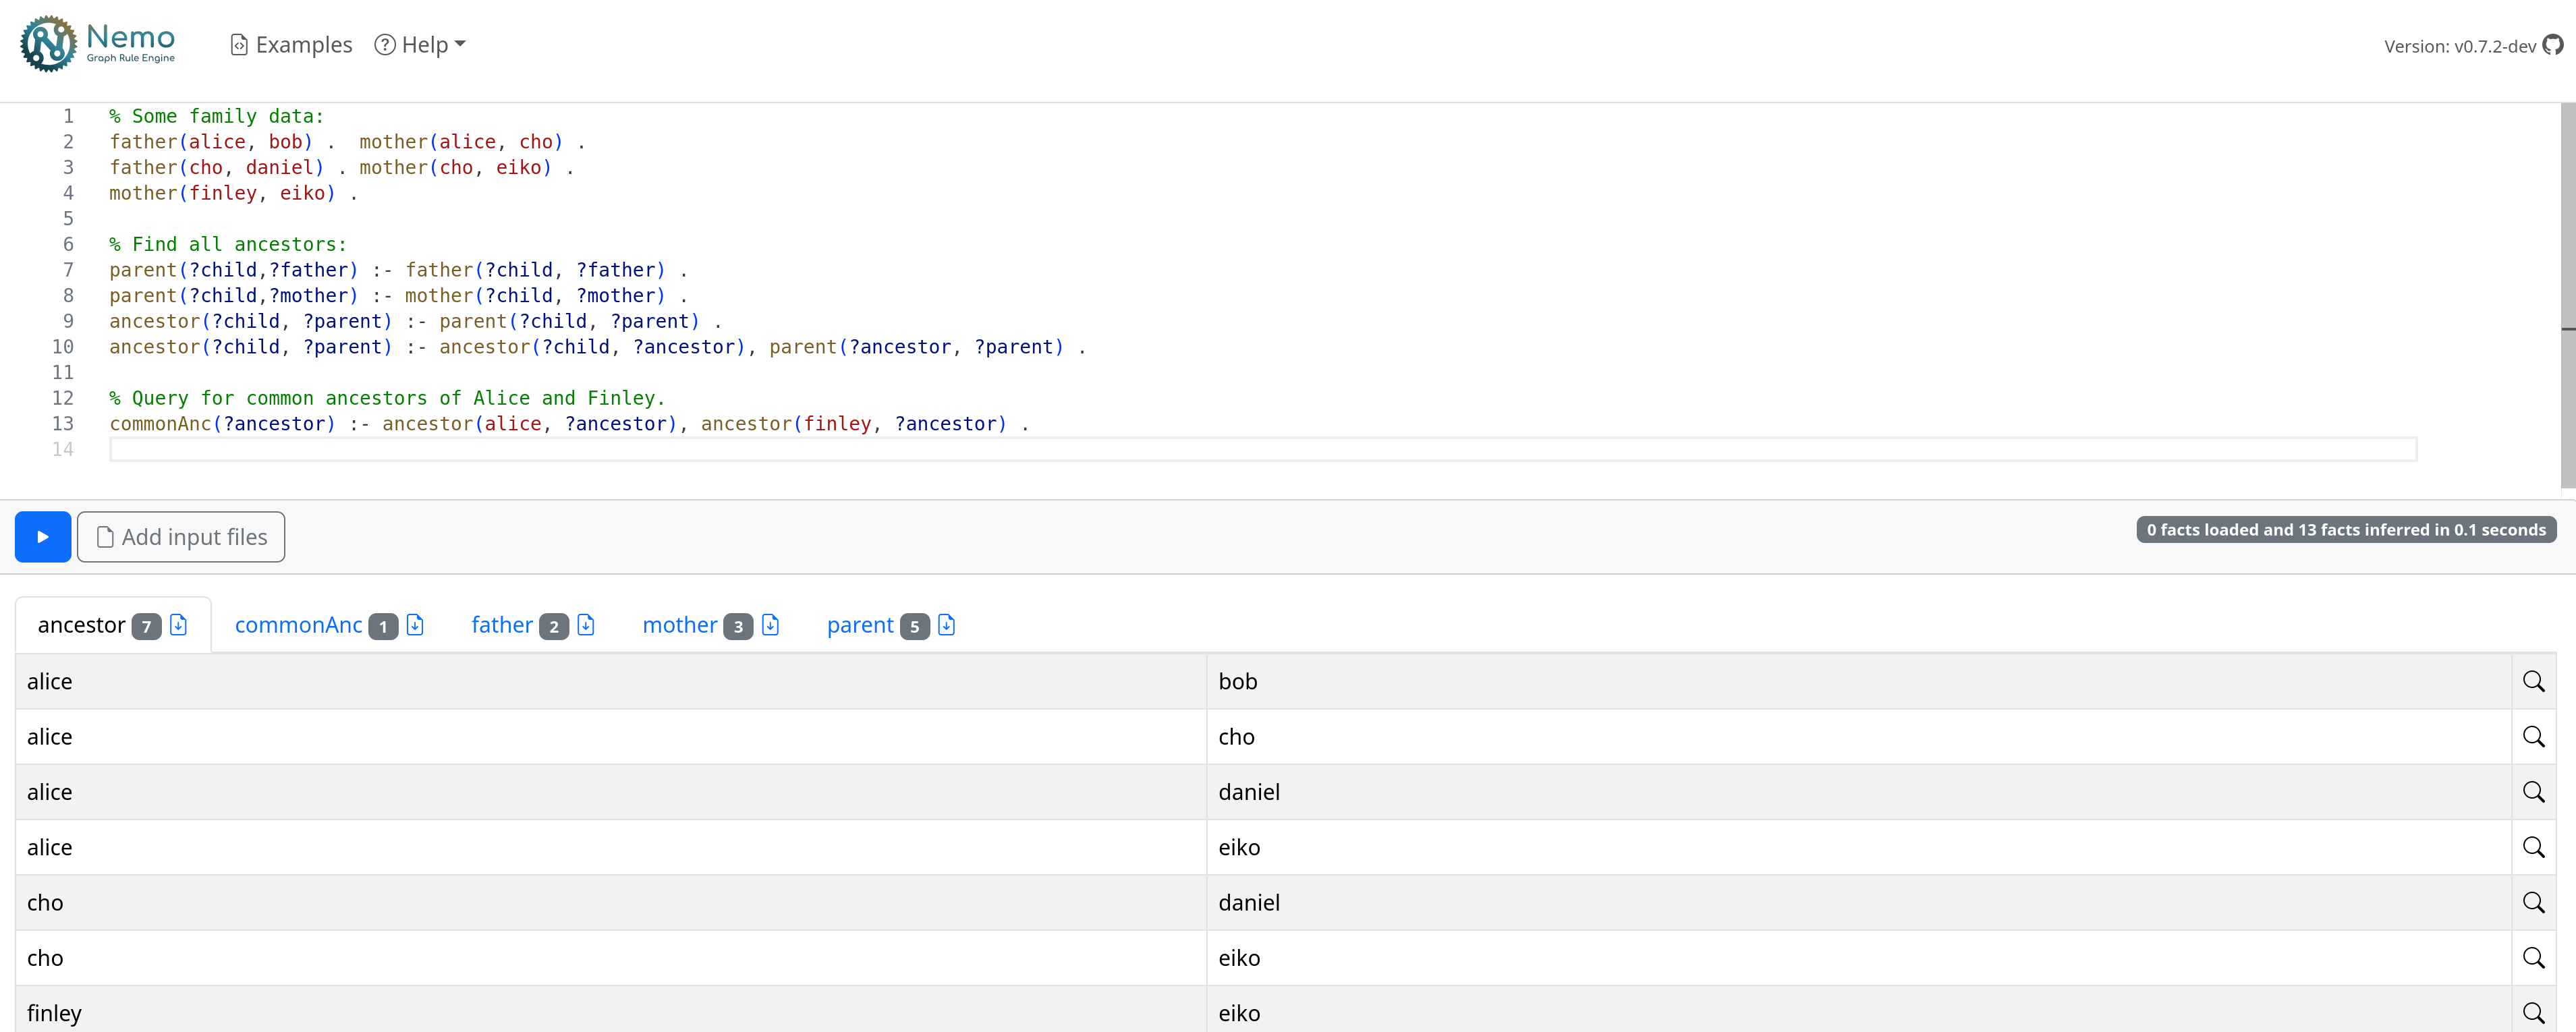 Nemo
Graph Rule Engine
Examples Help
Version: v0.7.2-dev
1 % Some family data:
2 father(alice, bob) .  mother(alice, cho) .
3 father(cho, daniel) . mother(cho, eiko) .
4 mother(finley, eiko) .
5
6 % Find all ancestors:
7 parent(?child,?father) :- father(?child, ?father) .
8 parent(?child,?mother) :- mother(?child, ?mother) .
9 ancestor(?child, ?parent) :- parent(?child, ?parent) .
10 ancestor(?child, ?parent) :- ancestor(?child, ?ancestor), parent(?ancestor, ?parent) .
11
12 % Query for common ancestors of Alice and Finley.
13 commonAnc(?ancestor) :- ancestor(alice, ?ancestor), ancestor(finley, ?ancestor) .
14
Add input files
0 facts loaded and 13 facts inferred in 0.1 seconds
ancestor 7 commonAnc 1 father 2 mother 3 parent 5
alice bob
alice cho
alice daniel
alice eiko
cho daniel
cho eiko
finley eiko